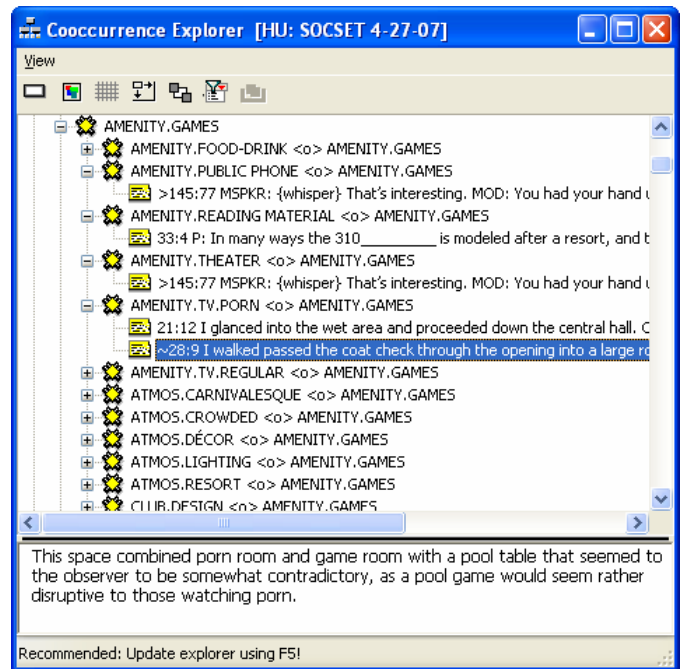 Cooccurrence Explorer [HU: SOCSET 4-27-07]
View
AMENITY.GAMES
AMENITY.FOOD-DRINK <o> AMENITY.GAMES
AMENITY.PUBLIC PHONE <o> AMENITY.GAMES
>145:77 MSPKR: {whisper} That's interesting. MOD: You had your hand
AMENITY.READING MATERIAL <o> AMENITY.GAMES
33:4 P: In many ways the 310_________ is modeled after a resort, and
AMENITY.THEATER <o> AMENITY.GAMES
>145:77 MSPKR: {whisper} That's interesting. MOD: You had your hand
AMENITY.TV.PORN <o> AMENITY.GAMES
21:12 I glanced into the wet area and proceeded down the central hall.
~28:9 I walked passed the coat check through the opening into a large
AMENITY.TV.REGULAR <o> AMENITY.GAMES
ATMOS.CARNIVALESQUE <o> AMENITY.GAMES
ATMOS.CROWDED <o> AMENITY.GAMES
ATMOS.DÉCOR <o> AMENITY.GAMES
ATMOS.LIGHTING <o> AMENITY.GAMES
ATMOS.RESORT <o> AMENITY.GAMES
CLUB.DESIGN <o> AMENITY.GAMES
This space combined porn room and game room with a pool table that seemed to
the observer to be somewhat contradictory, as a pool game would seem rather
disruptive to those watching porn.
Recommended: Update explorer using F5!